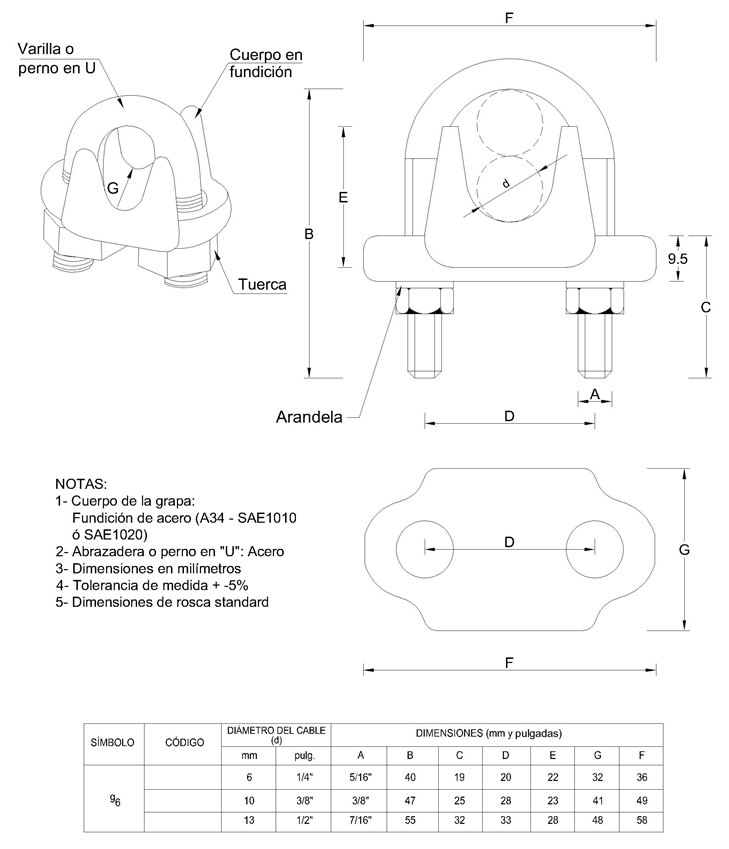 F
Varilla o
perno en U
Cuerpo en
fundición
G
Tuerca
B
E
d
9.5
C
A
Arandela
D
NOTAS:
1- Cuerpo de la grapa:
Fundición de acero (A34 - SAE1010
ó SAE1020)
2- Abrazadera o perno en "U": Acero
3- Dimensiones en milímetros
4- Tolerancia de medida + -5%
5- Dimensiones de rosca standard
D
G
F
SÍMBOLO CÓDIGO DIÁMETRO DEL CABLE (d) DIMENSIONES (mm y pulgadas)
mm pulg. A B C D E G F
g6
6 1/4" 5/16" 40 19 20 22 32 36
10 3/8" 3/8" 47 25 28 23 41 49
13 1/2" 7/16" 55 32 33 28 48 58